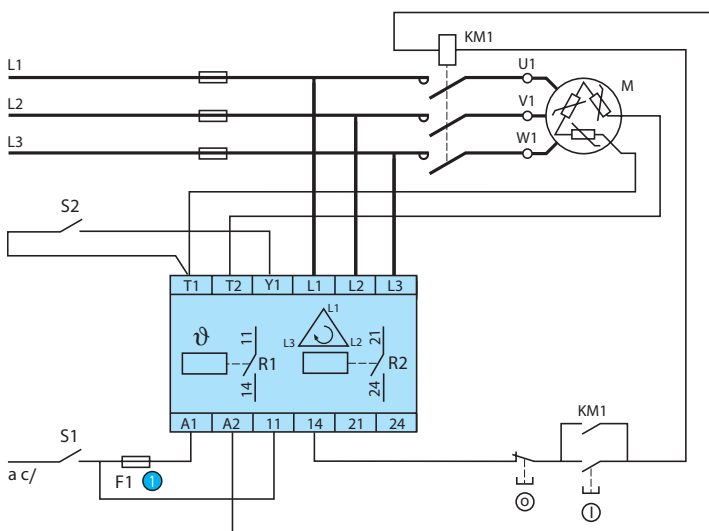 KM1
L1
U1
M
L2
V1
L3
W1
S2
T1 T2 Y1 L1 L2 L3
ϑ
11
14
R1
L1
L3
L2
21
24
R2
A1 A2 11 14 21 24
S1
a c/
F1
1
KM1
O
I